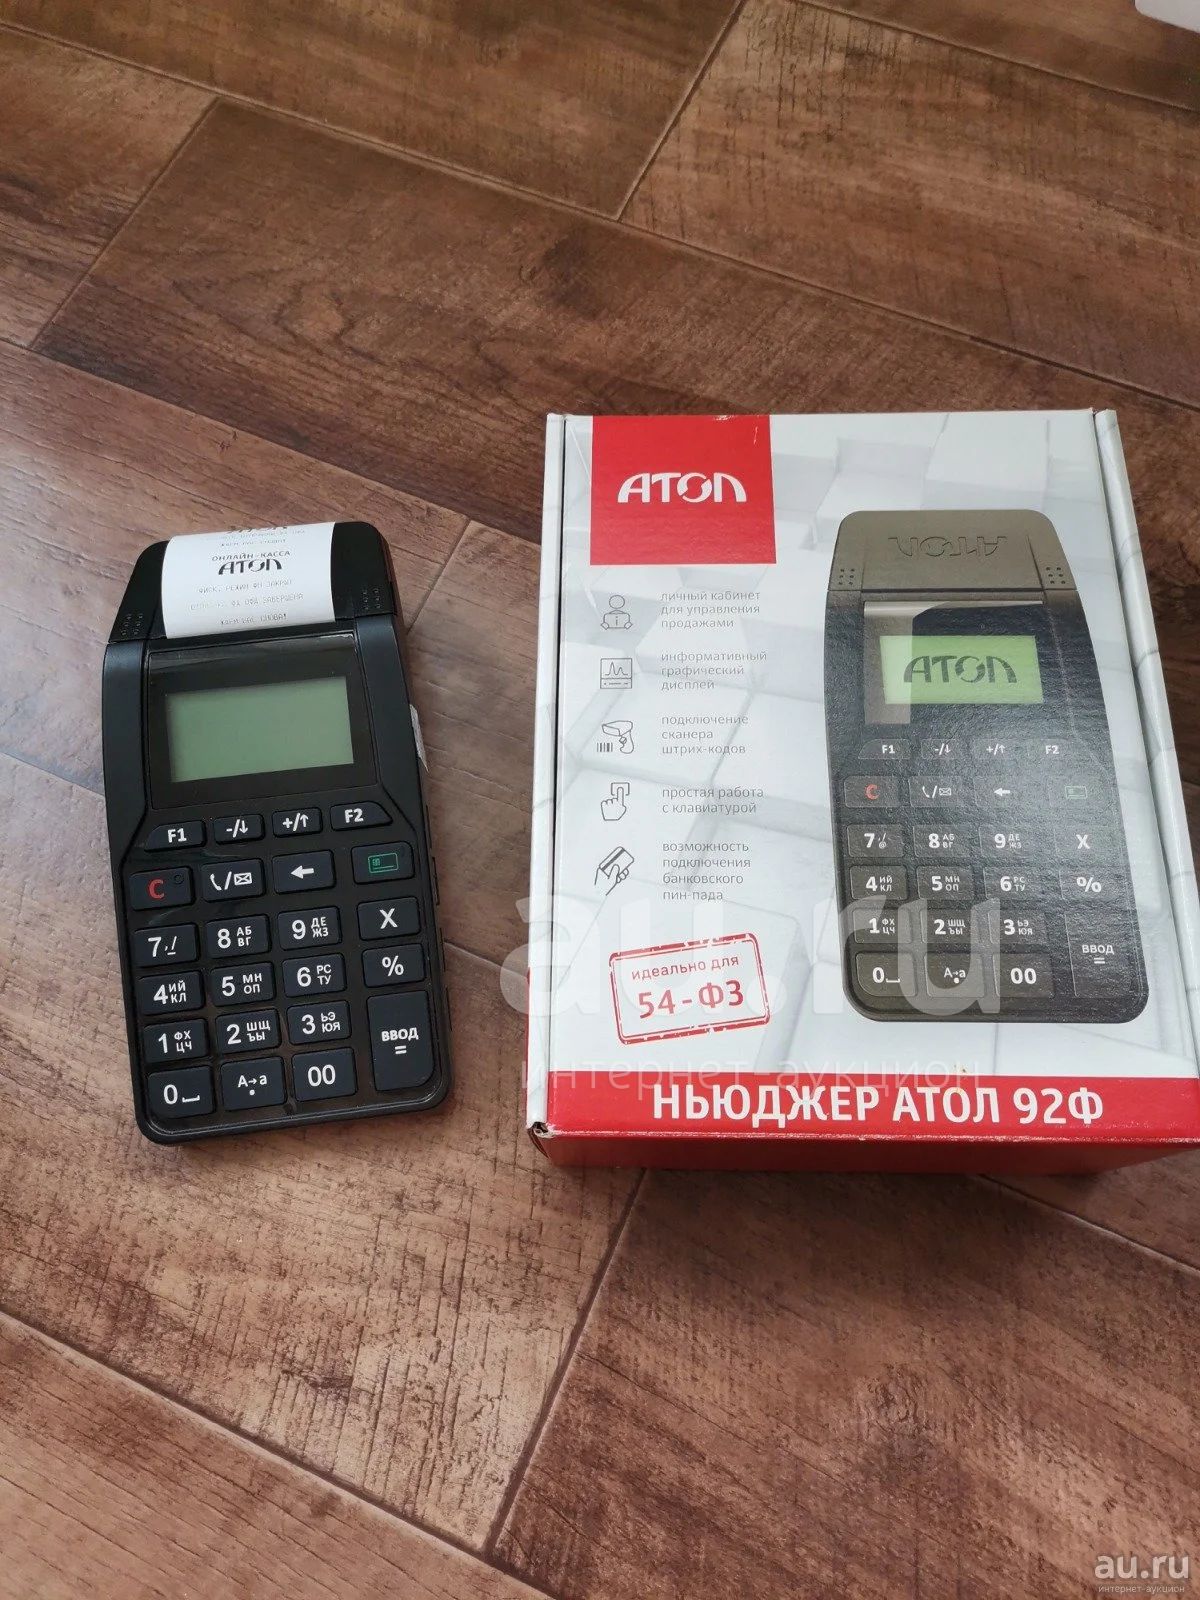 ОНЛАЙН-КАССА
АТОЛ
ФИСК. РЕЖИМ ФН ЗАКРЫТ
F1
-/↓
+/↑
F2
C
←
7./
8 АБ ВГ
9 ДЕ ЖЗ
X
4 ИЙ КЛ
5 МН ОП
6 РС ТУ
%
1 ФХ ЦЧ
2 ШЩ ЪЫ
3 ЬЭ ЮЯ
ВВОД
=
0
А→а
00
АТОЛ
личный кабинет
для управления
продажами
информативный
графический
дисплей
подключение
сканера
штрих-кодов
простая работа
с клавиатурой
возможность
подключения
банковского
пин-пада
идеально для
54-ФЗ
АТОЛ
АТОЛ
F1
-/↓
+/↑
F2
C
←
7./@
8 АБ ВГ
9 ДЕ ЖЗ
X
4 ИЙ КЛ
5 МН ОП
6 РС ТУ
%
1 ФХ ЦЧ
2 ШЩ ЪЫ
3 ЬЭ ЮЯ
ВВОД
=
0
А→а
00
НЬЮДЖЕР АТОЛ 92Ф
au.ru
интернет-аукцион
au.ru
интернет-аукцион